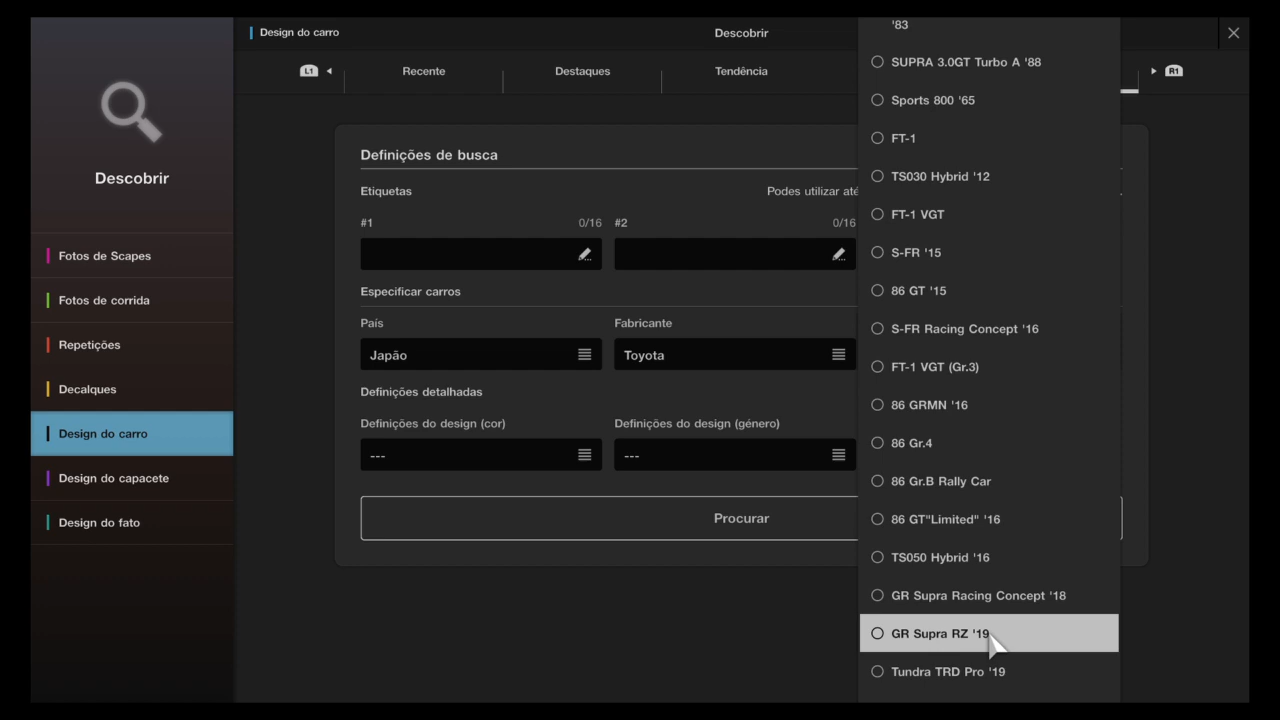 Descobrir
Fotos de Scapes
Fotos de corrida
Repetições
Decalques
Design do carro
Design do capacete
Design do fato
Design do carro
Descobrir
L1
Recente
Destaques
Tendência
R1
Definições de busca
Etiquetas
Podes utilizar até
#1
0/16
#2
0/16
Especificar carros
País
Fabricante
Japão
Toyota
Definições detalhadas
Definições do design (cor)
Definições do design (género)
---
---
Procurar
'83
SUPRA 3.0GT Turbo A '88
Sports 800 '65
FT-1
TS030 Hybrid '12
FT-1 VGT
S-FR '15
86 GT '15
S-FR Racing Concept '16
FT-1 VGT (Gr.3)
86 GRMN '16
86 Gr.4
86 Gr.B Rally Car
86 GT"Limited" '16
TS050 Hybrid '16
GR Supra Racing Concept '18
GR Supra RZ '19
Tundra TRD Pro '19